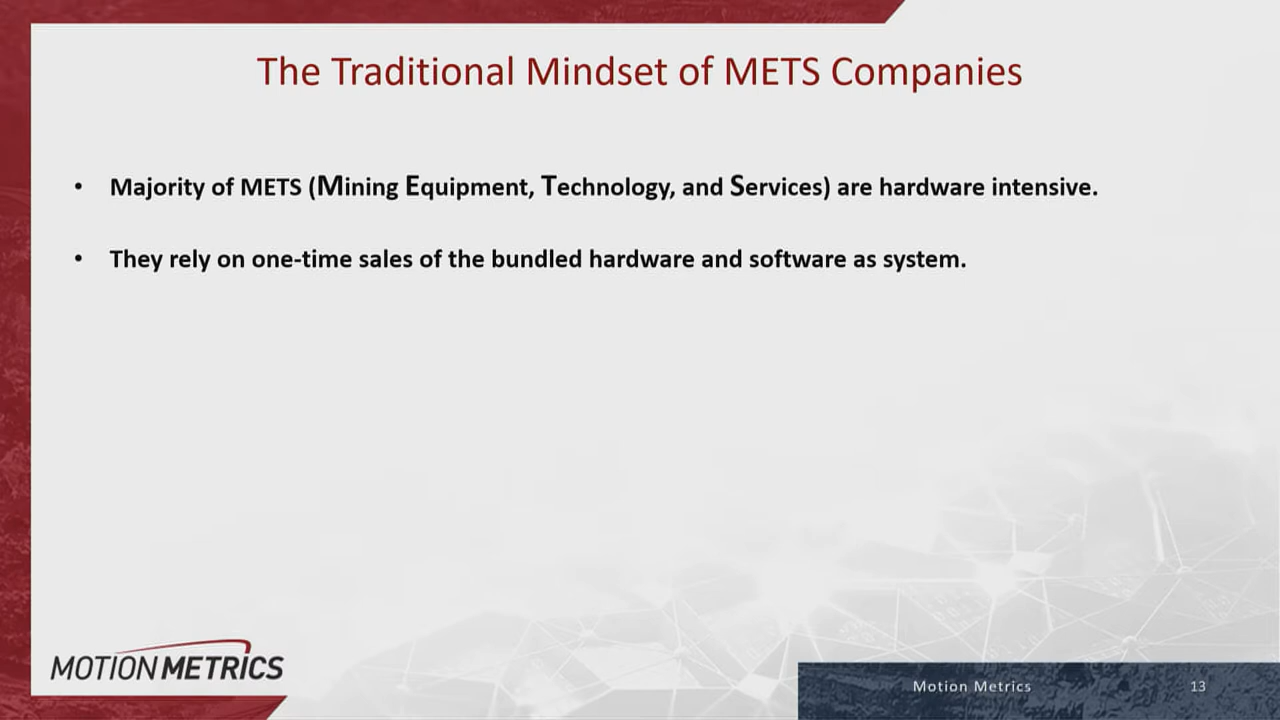 The Traditional Mindset of METS Companies
• Majority of METS (Mining Equipment, Technology, and Services) are hardware intensive.
• They rely on one-time sales of the bundled hardware and software as system.
MOTION METRICS
Motion Metrics 13